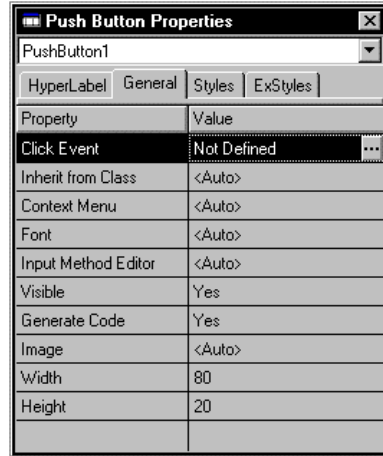 Push Button Properties
PushButton1
HyperLabel General Styles ExStyles
Property Value
Click Event Not Defined ...
Inherit from Class <Auto>
Context Menu <Auto>
Font <Auto>
Input Method Editor <Auto>
Visible Yes
Generate Code Yes
Image <Auto>
Width 80
Height 20